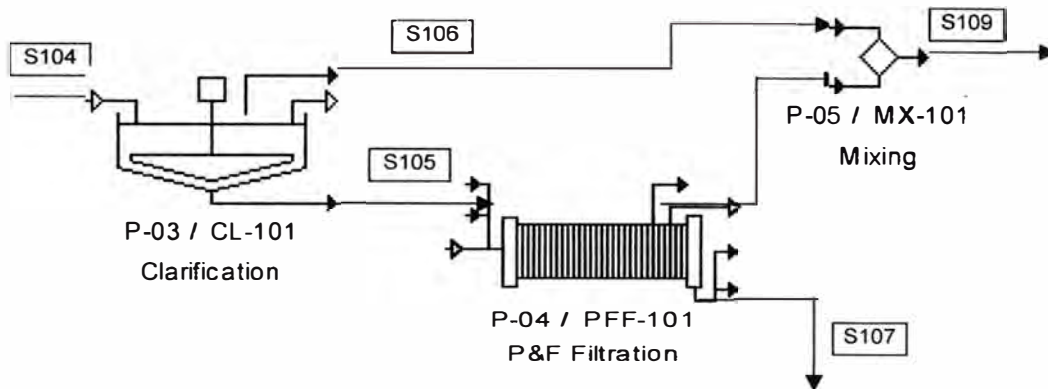 S106
S109
S104
P-05 / MX-101
Mixing
S105
P-03 / CL-101
Clarification
P-04 / PFF-101
P&F Filtration
S107